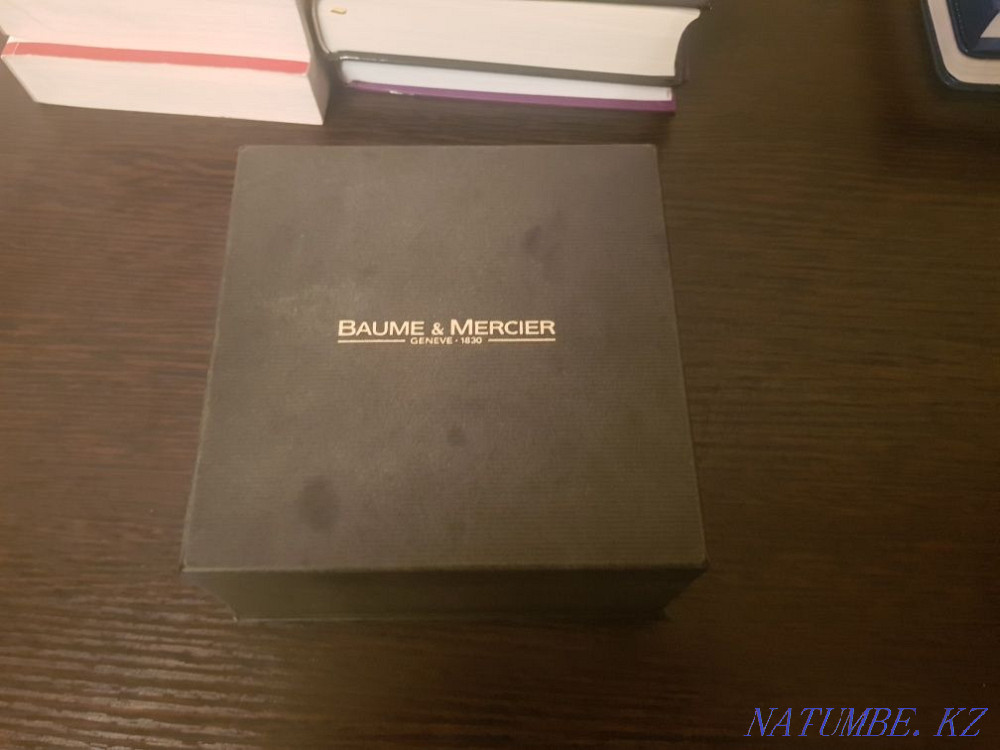 BAUME & MERCIER
GENEVE · 1830
NATUMBE. KZ